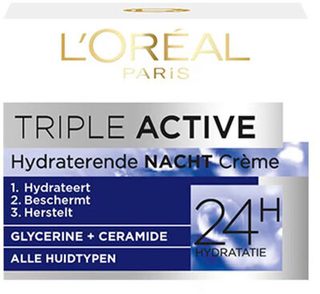 L'ORÉAL
PARIS
TRIPLE ACTIVE
Hydraterende NACHT Crème
1. Hydrateert
2. Beschermt
3. Herstelt
GLYCERINE + CERAMIDE
ALLE HUIDTYPEN
24H
HYDRATATIE